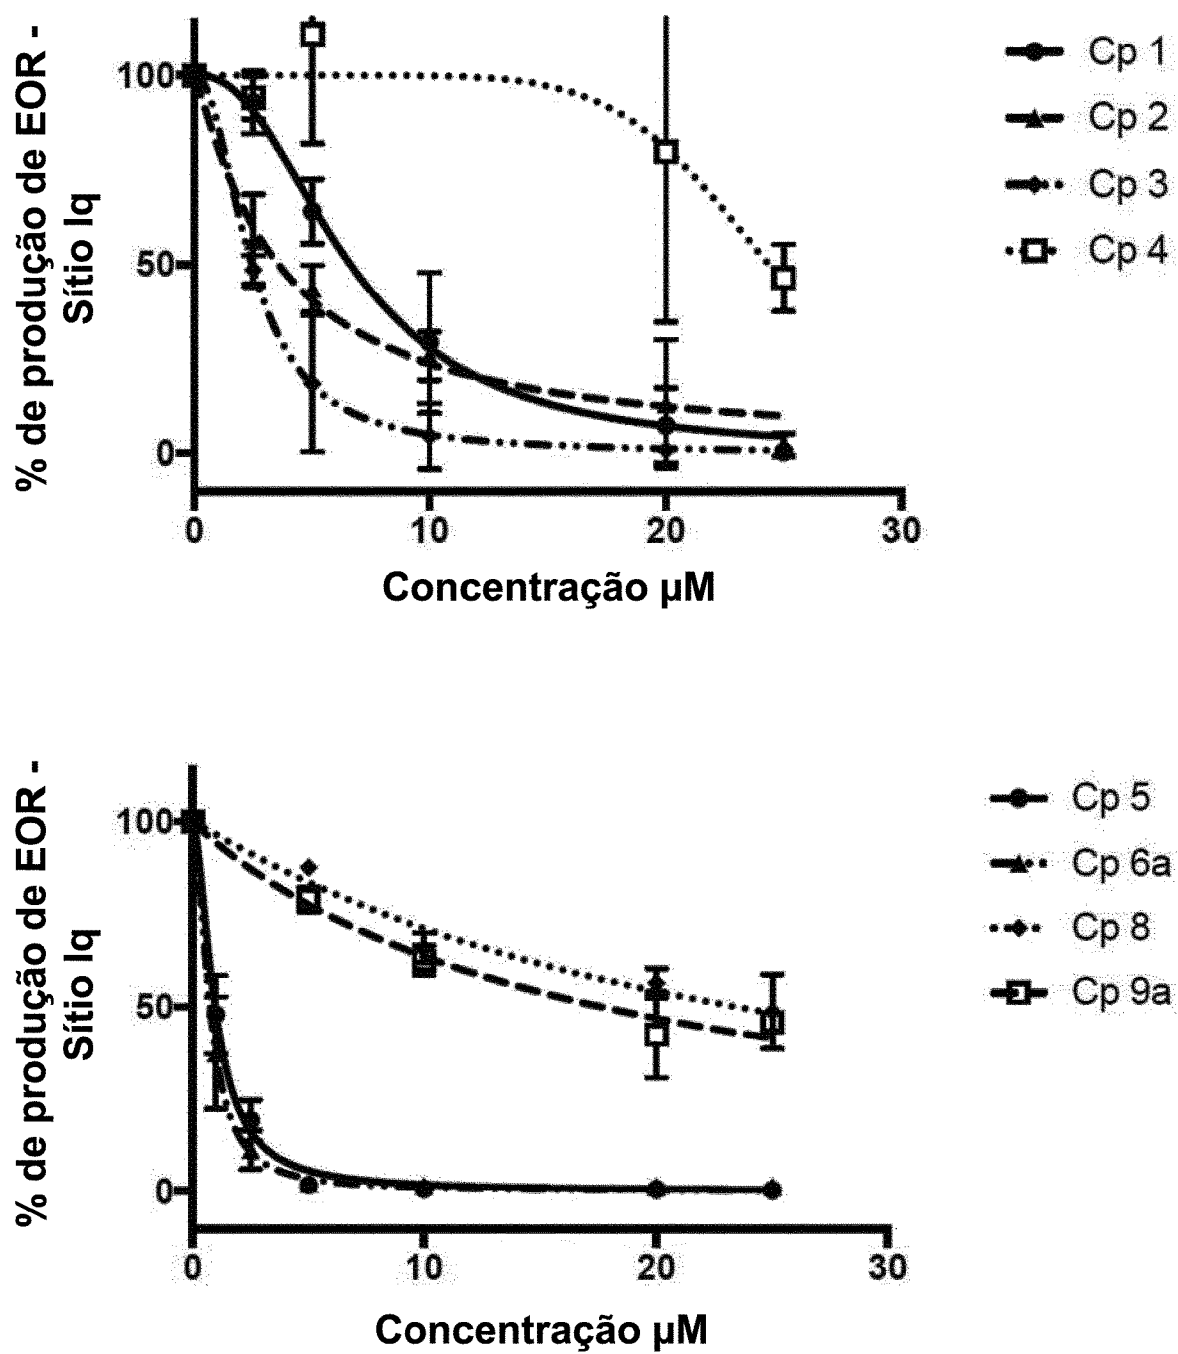 % de produção de EOR -
Sítio Iq
100
50
0
0 10 20 30
Concentração µM
Cp 1
Cp 2
Cp 3
Cp 4
% de produção de EOR -
Sítio Iq
100
50
0
0 10 20 30
Concentração µM
Cp 5
Cp 6a
Cp 8
Cp 9a